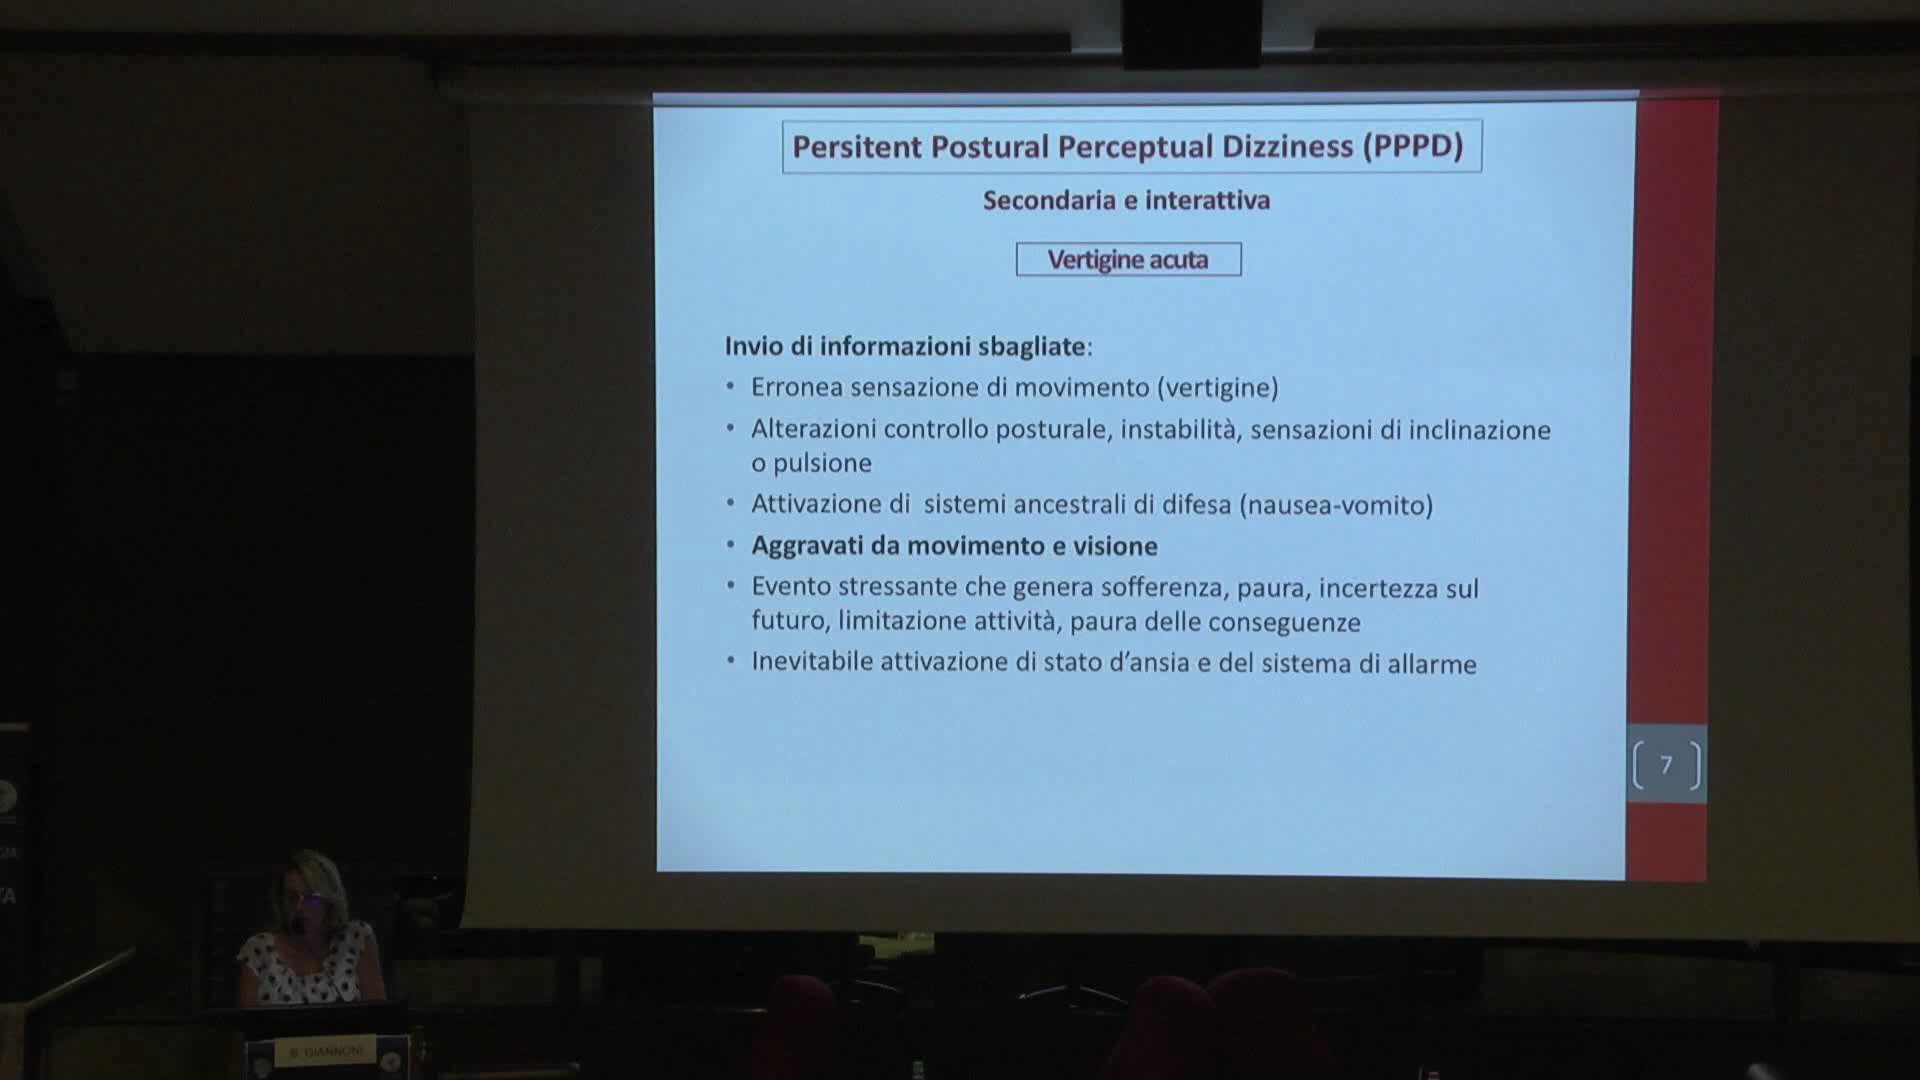 Persitent Postural Perceptual Dizziness (PPPD)
Secondaria e interattiva
Vertigine acuta
Invio di informazioni sbagliate:
• Erronea sensazione di movimento (vertigine)
• Alterazioni controllo posturale, instabilità, sensazioni di inclinazione
o pulsione
• Attivazione di sistemi ancestrali di difesa (nausea-vomito)
• Aggravati da movimento e visione
• Evento stressante che genera sofferenza, paura, incertezza sul
futuro, limitazione attività, paura delle conseguenze
• Inevitabile attivazione di stato d'ansia e del sistema di allarme
7
B. GIANNONI